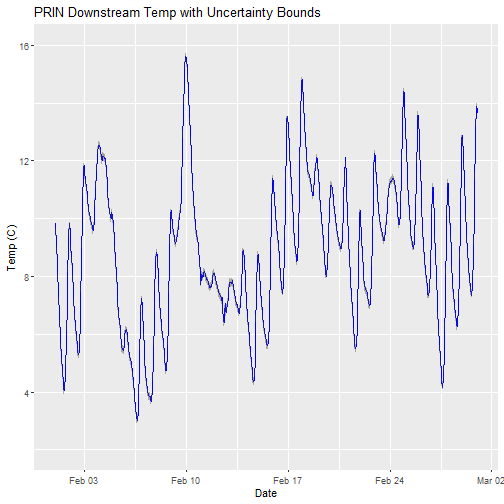 PRIN Downstream Temp with Uncertainty Bounds
16
12
8
4
Temp (C)
Feb 03 Feb 10 Feb 17 Feb 24 Mar 02
Date